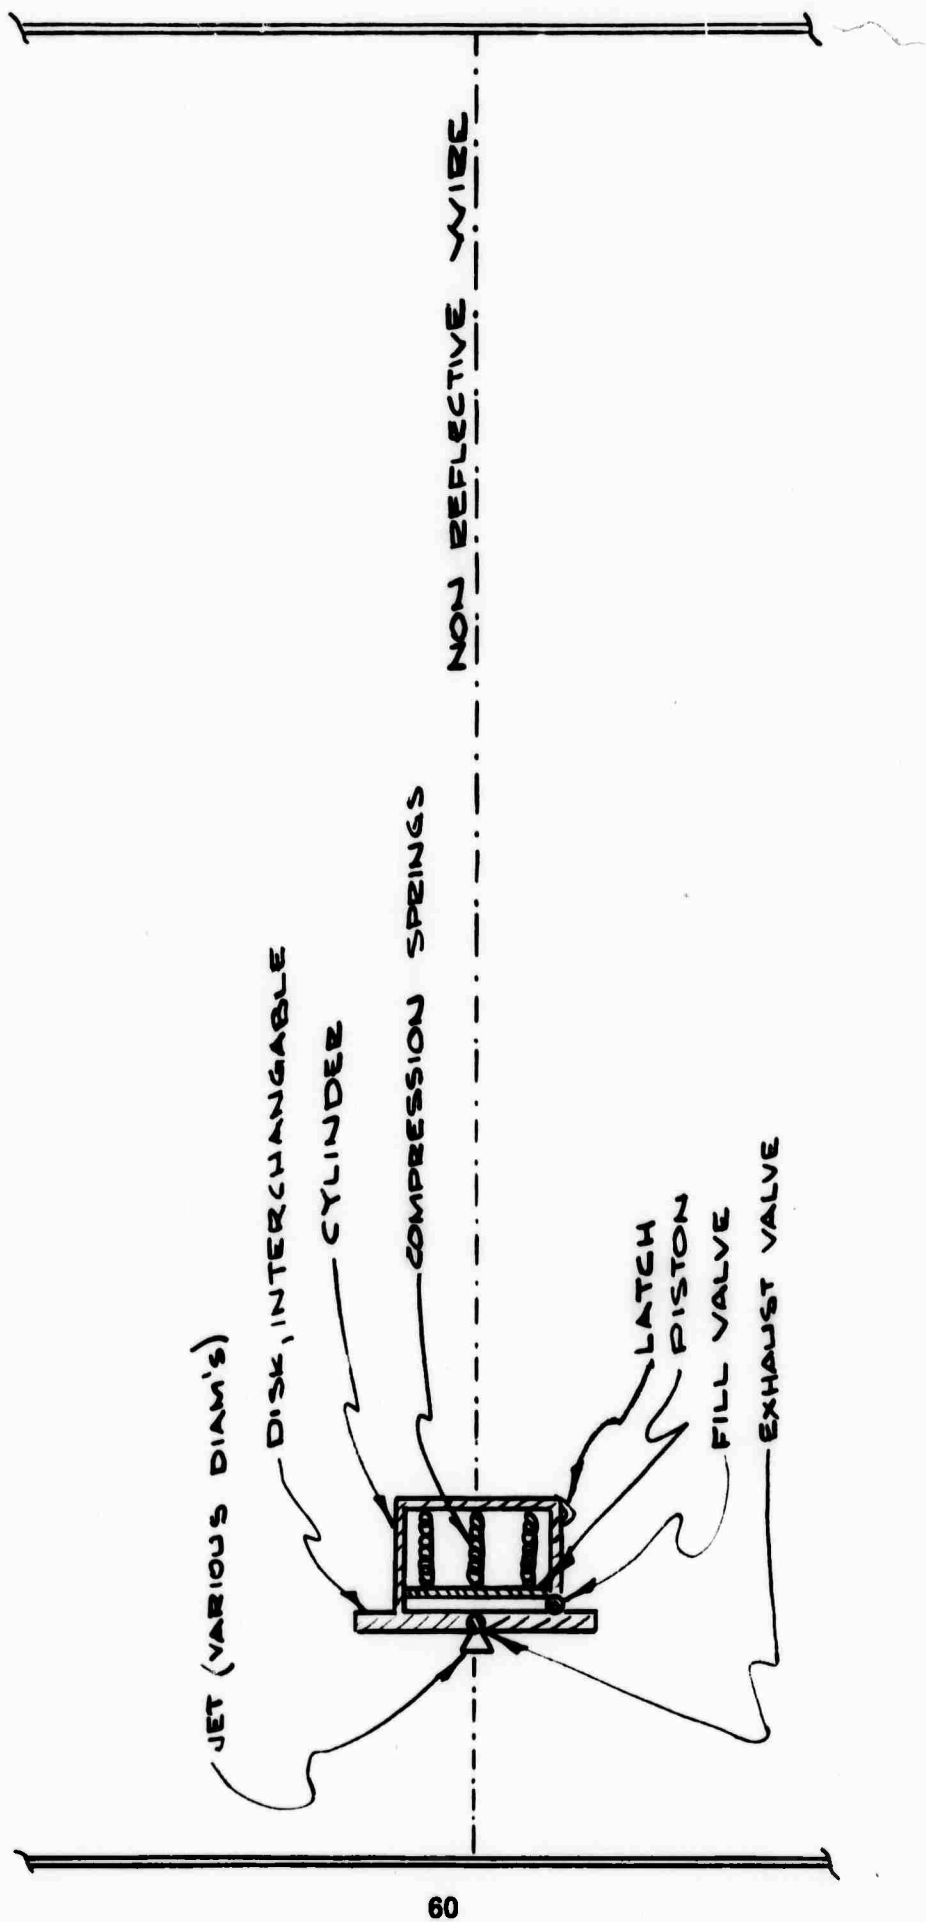 NON REFLECTIVE WIRE
JET (VARIOUS DIAM'S)
DISK, INTERCHANGABLE
CYLINDER
COMPRESSION SPRINGS
LATCH
PISTON
FILL VALVE
EXHAUST VALVE
60